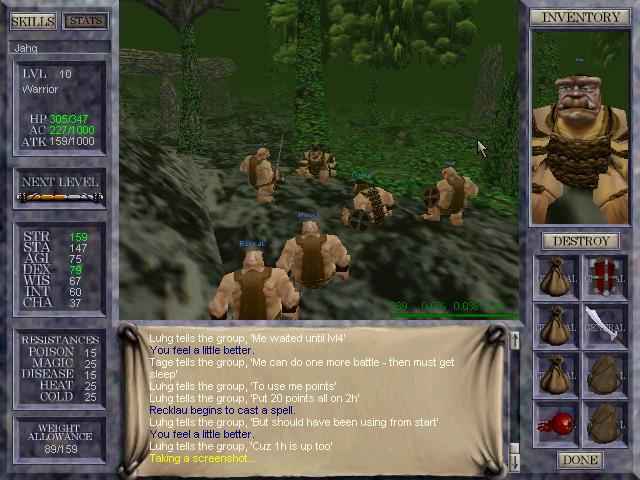 SKILLS
STATS
Jahg
LVL 10
Warrior
HP 305/347
AC 227/1000
ATK 159/1000
NEXT LEVEL
STR 159
STA 147
AGI 75
DEX 79
WIS 67
INT 60
CHA 37
RESISTANCES
POISON 15
MAGIC 25
DISEASE 15
HEAT 25
COLD 25
WEIGHT
ALLOWANCE
89/159
Luhg tells the group, 'Me waited until lvl4'
You feel a little better.
Tage tells the group, 'Me can do one more battle - then must get
sleep'
Luhg tells the group, 'To use me points'
Luhg tells the group, 'Put 20 points all on 2h'
Recklau begins to cast a spell.
Luhg tells the group, 'But should have been using from start'
You feel a little better.
Luhg tells the group, 'Cuz 1h is up too'
Taking a screenshot...
INVENTORY
DESTROY
GENERAL
DONE